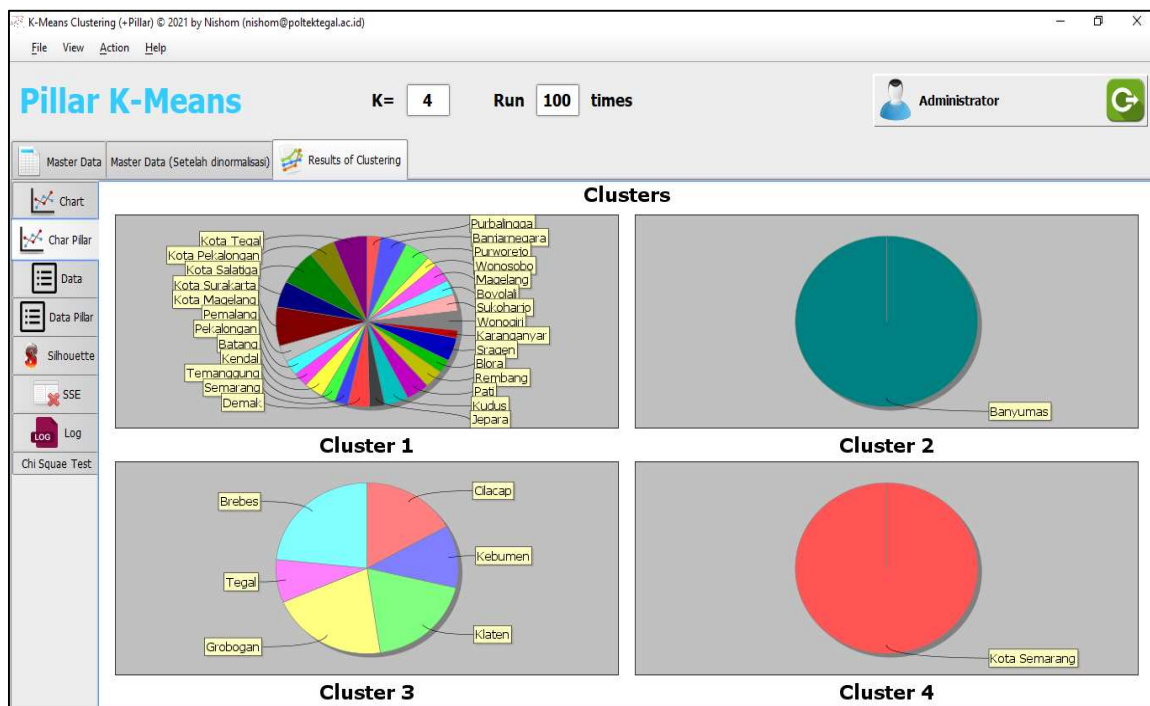 K-Means Clustering (+Pillar) © 2021 by Nishom (nishom@poltektegal.ac.id)
File View Action Help
Pillar K-Means K= 4 Run 100 times Administrator
Master Data Master Data (Setelah dinormalisasi) Results of Clustering
Chart
Char Pillar
Data
Data Pillar
Silhouette
SSE
LOG Log
Chi Squae Test
Clusters
Kota Tegal
Kota Pekalongan
Kota Salatiga
Kota Surakarta
Kota Magelang
Pemalang
Pekalongan
Batang
Kendal
Temanggung
Semarang
Demak
Purbalingga
Banjarnegara
Purworejo
Wonosobo
Magelang
Boyolali
Sukoharjo
Wonogiri
Karanganyar
Sragen
Blora
Rembang
Pati
Kudus
Jepara
Cluster 1
Banyumas
Cluster 2
Brebes
Tegal
Grobogan
Cilacap
Kebumen
Klaten
Cluster 3
Kota Semarang
Cluster 4